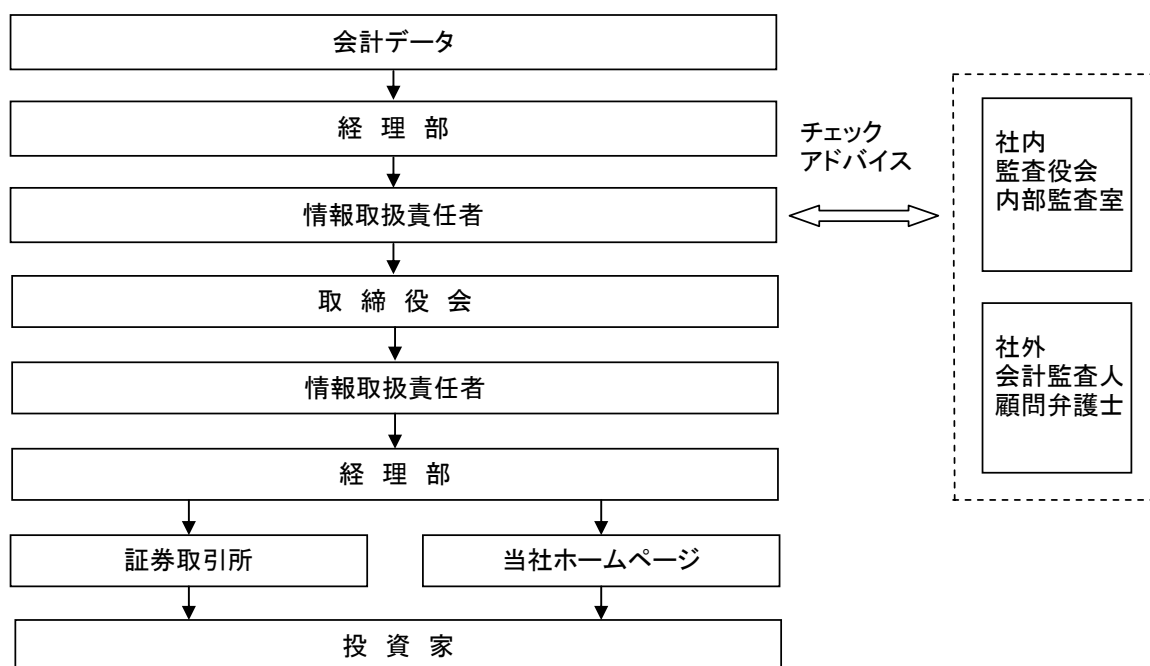 会計データ
経 理 部
情報取扱責任者
取 締 役 会
情報取扱責任者
経 理 部
証券取引所
当社ホームページ
投 資 家
チェック
アドバイス
社内
監査役会
内部監査室
社外
会計監査人
顧問弁護士